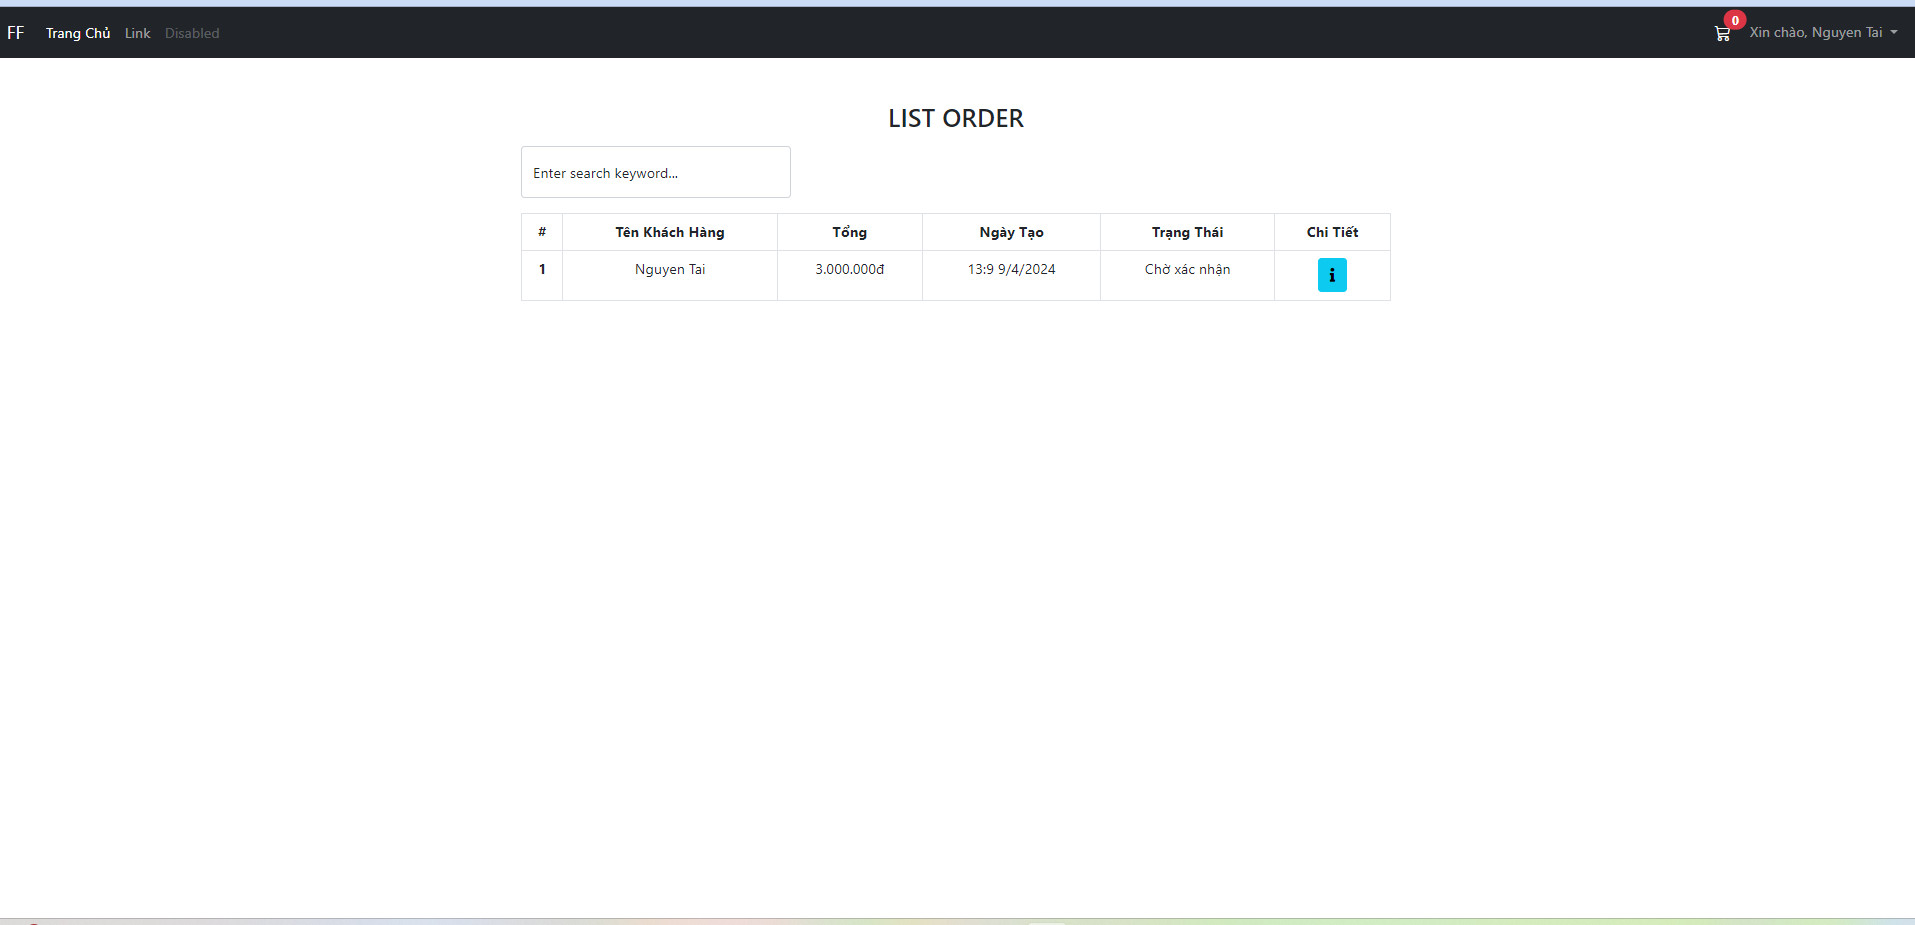 FF Trang Chủ Link Disabled 0 Xin chào, Nguyen Tai
LIST ORDER
Enter search keyword...
# Tên Khách Hàng Tổng Ngày Tạo Trạng Thái Chi Tiết
1 Nguyen Tai 3.000.000đ 13:9 9/4/2024 Chờ xác nhận